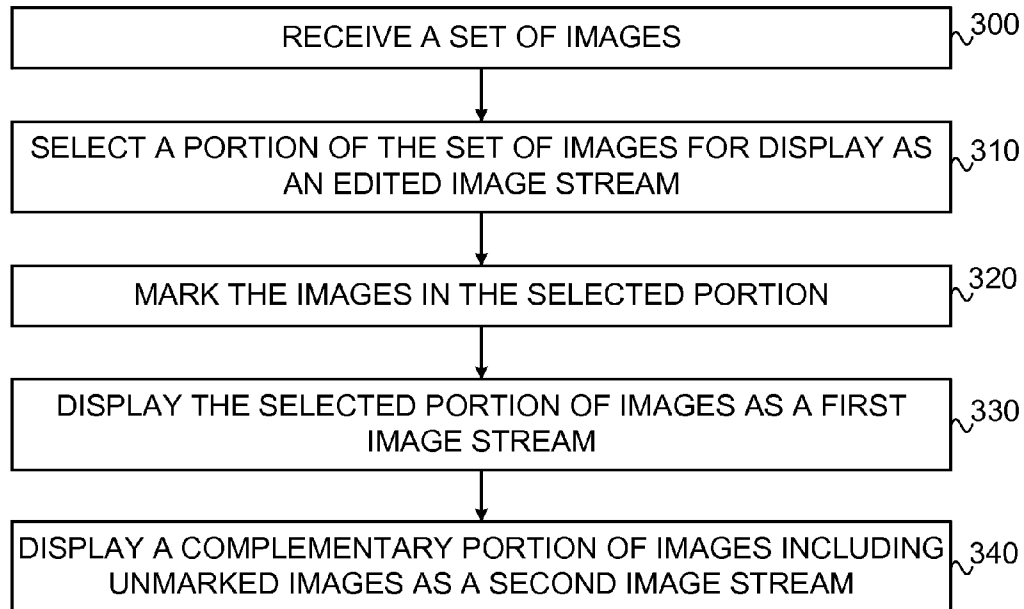 RECEIVE A SET OF IMAGES
300
SELECT A PORTION OF THE SET OF IMAGES FOR DISPLAY AS
AN EDITED IMAGE STREAM
310
MARK THE IMAGES IN THE SELECTED PORTION
320
DISPLAY THE SELECTED PORTION OF IMAGES AS A FIRST
IMAGE STREAM
330
DISPLAY A COMPLEMENTARY PORTION OF IMAGES INCLUDING
UNMARKED IMAGES AS A SECOND IMAGE STREAM
340